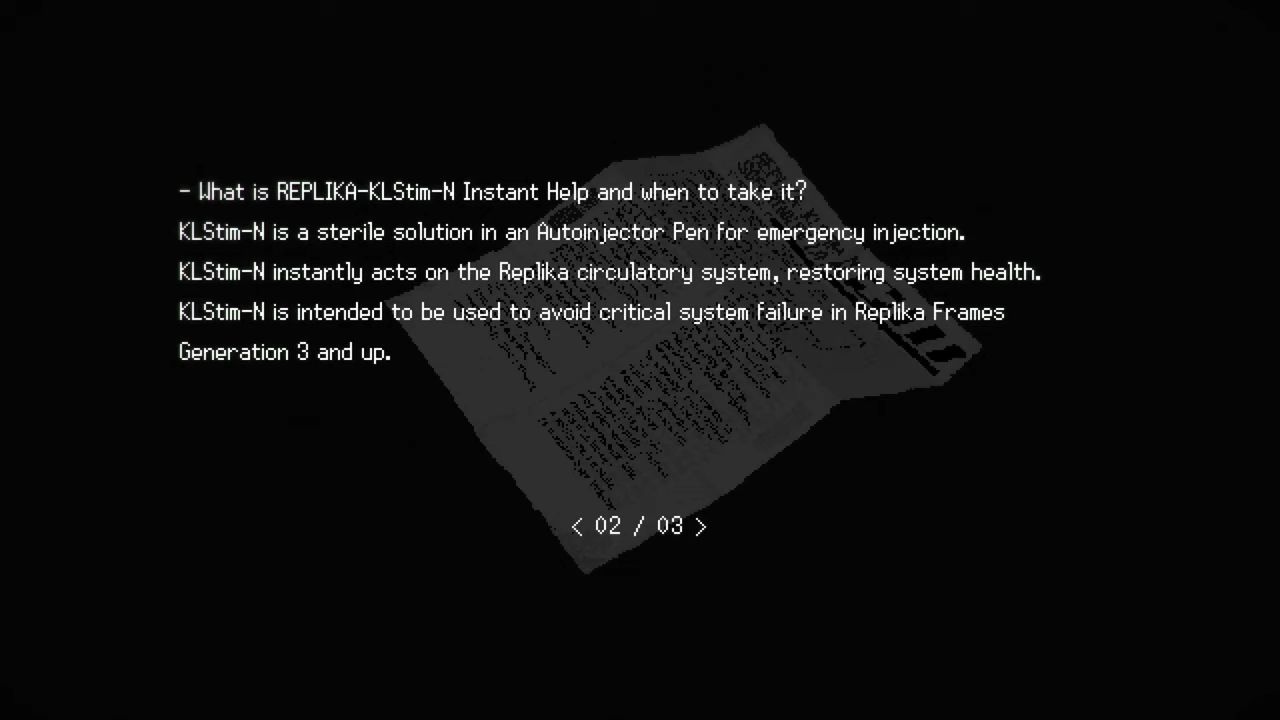 - What is REPLIKA-KLStim-N Instant Help and when to take it?
KLStim-N is a sterile solution in an Autoinjector Pen for emergency injection.
KLStim-N instantly acts on the Replika circulatory system, restoring system health.
KLStim-N is intended to be used to avoid critical system failure in Replika Frames
Generation 3 and up.
< 02 / 03 >